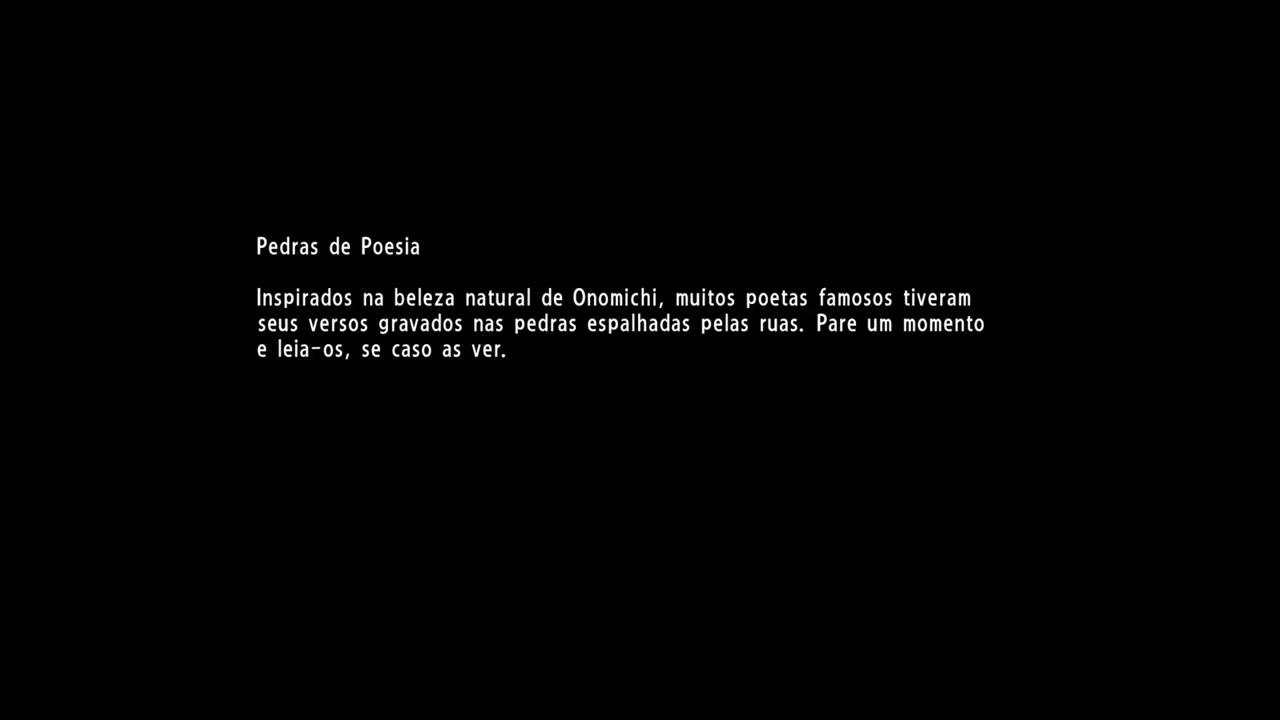 Pedras de Poesia
Inspirados na beleza natural de Onomichi, muitos poetas famosos tiveram
seus versos gravados nas pedras espalhadas pelas ruas. Pare um momento
e leia-os, se caso as ver.